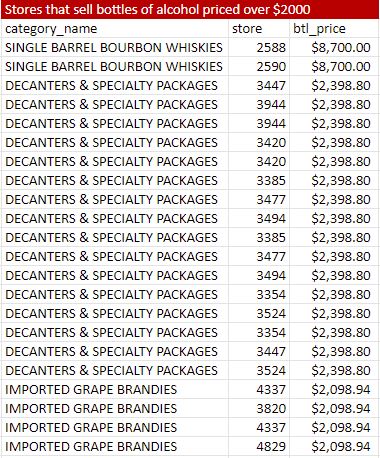 Stores that sell bottles of alcohol priced over $2000
category_name store btl_price
SINGLE BARREL BOURBON WHISKIES 2588 $8,700.00
SINGLE BARREL BOURBON WHISKIES 2590 $8,700.00
DECANTERS & SPECIALTY PACKAGES 3447 $2,398.80
DECANTERS & SPECIALTY PACKAGES 3944 $2,398.80
DECANTERS & SPECIALTY PACKAGES 3944 $2,398.80
DECANTERS & SPECIALTY PACKAGES 3420 $2,398.80
DECANTERS & SPECIALTY PACKAGES 3420 $2,398.80
DECANTERS & SPECIALTY PACKAGES 3385 $2,398.80
DECANTERS & SPECIALTY PACKAGES 3477 $2,398.80
DECANTERS & SPECIALTY PACKAGES 3494 $2,398.80
DECANTERS & SPECIALTY PACKAGES 3385 $2,398.80
DECANTERS & SPECIALTY PACKAGES 3477 $2,398.80
DECANTERS & SPECIALTY PACKAGES 3494 $2,398.80
DECANTERS & SPECIALTY PACKAGES 3354 $2,398.80
DECANTERS & SPECIALTY PACKAGES 3524 $2,398.80
DECANTERS & SPECIALTY PACKAGES 3354 $2,398.80
DECANTERS & SPECIALTY PACKAGES 3447 $2,398.80
DECANTERS & SPECIALTY PACKAGES 3524 $2,398.80
IMPORTED GRAPE BRANDIES 4337 $2,098.94
IMPORTED GRAPE BRANDIES 3820 $2,098.94
IMPORTED GRAPE BRANDIES 4337 $2,098.94
IMPORTED GRAPE BRANDIES 4829 $2,098.94